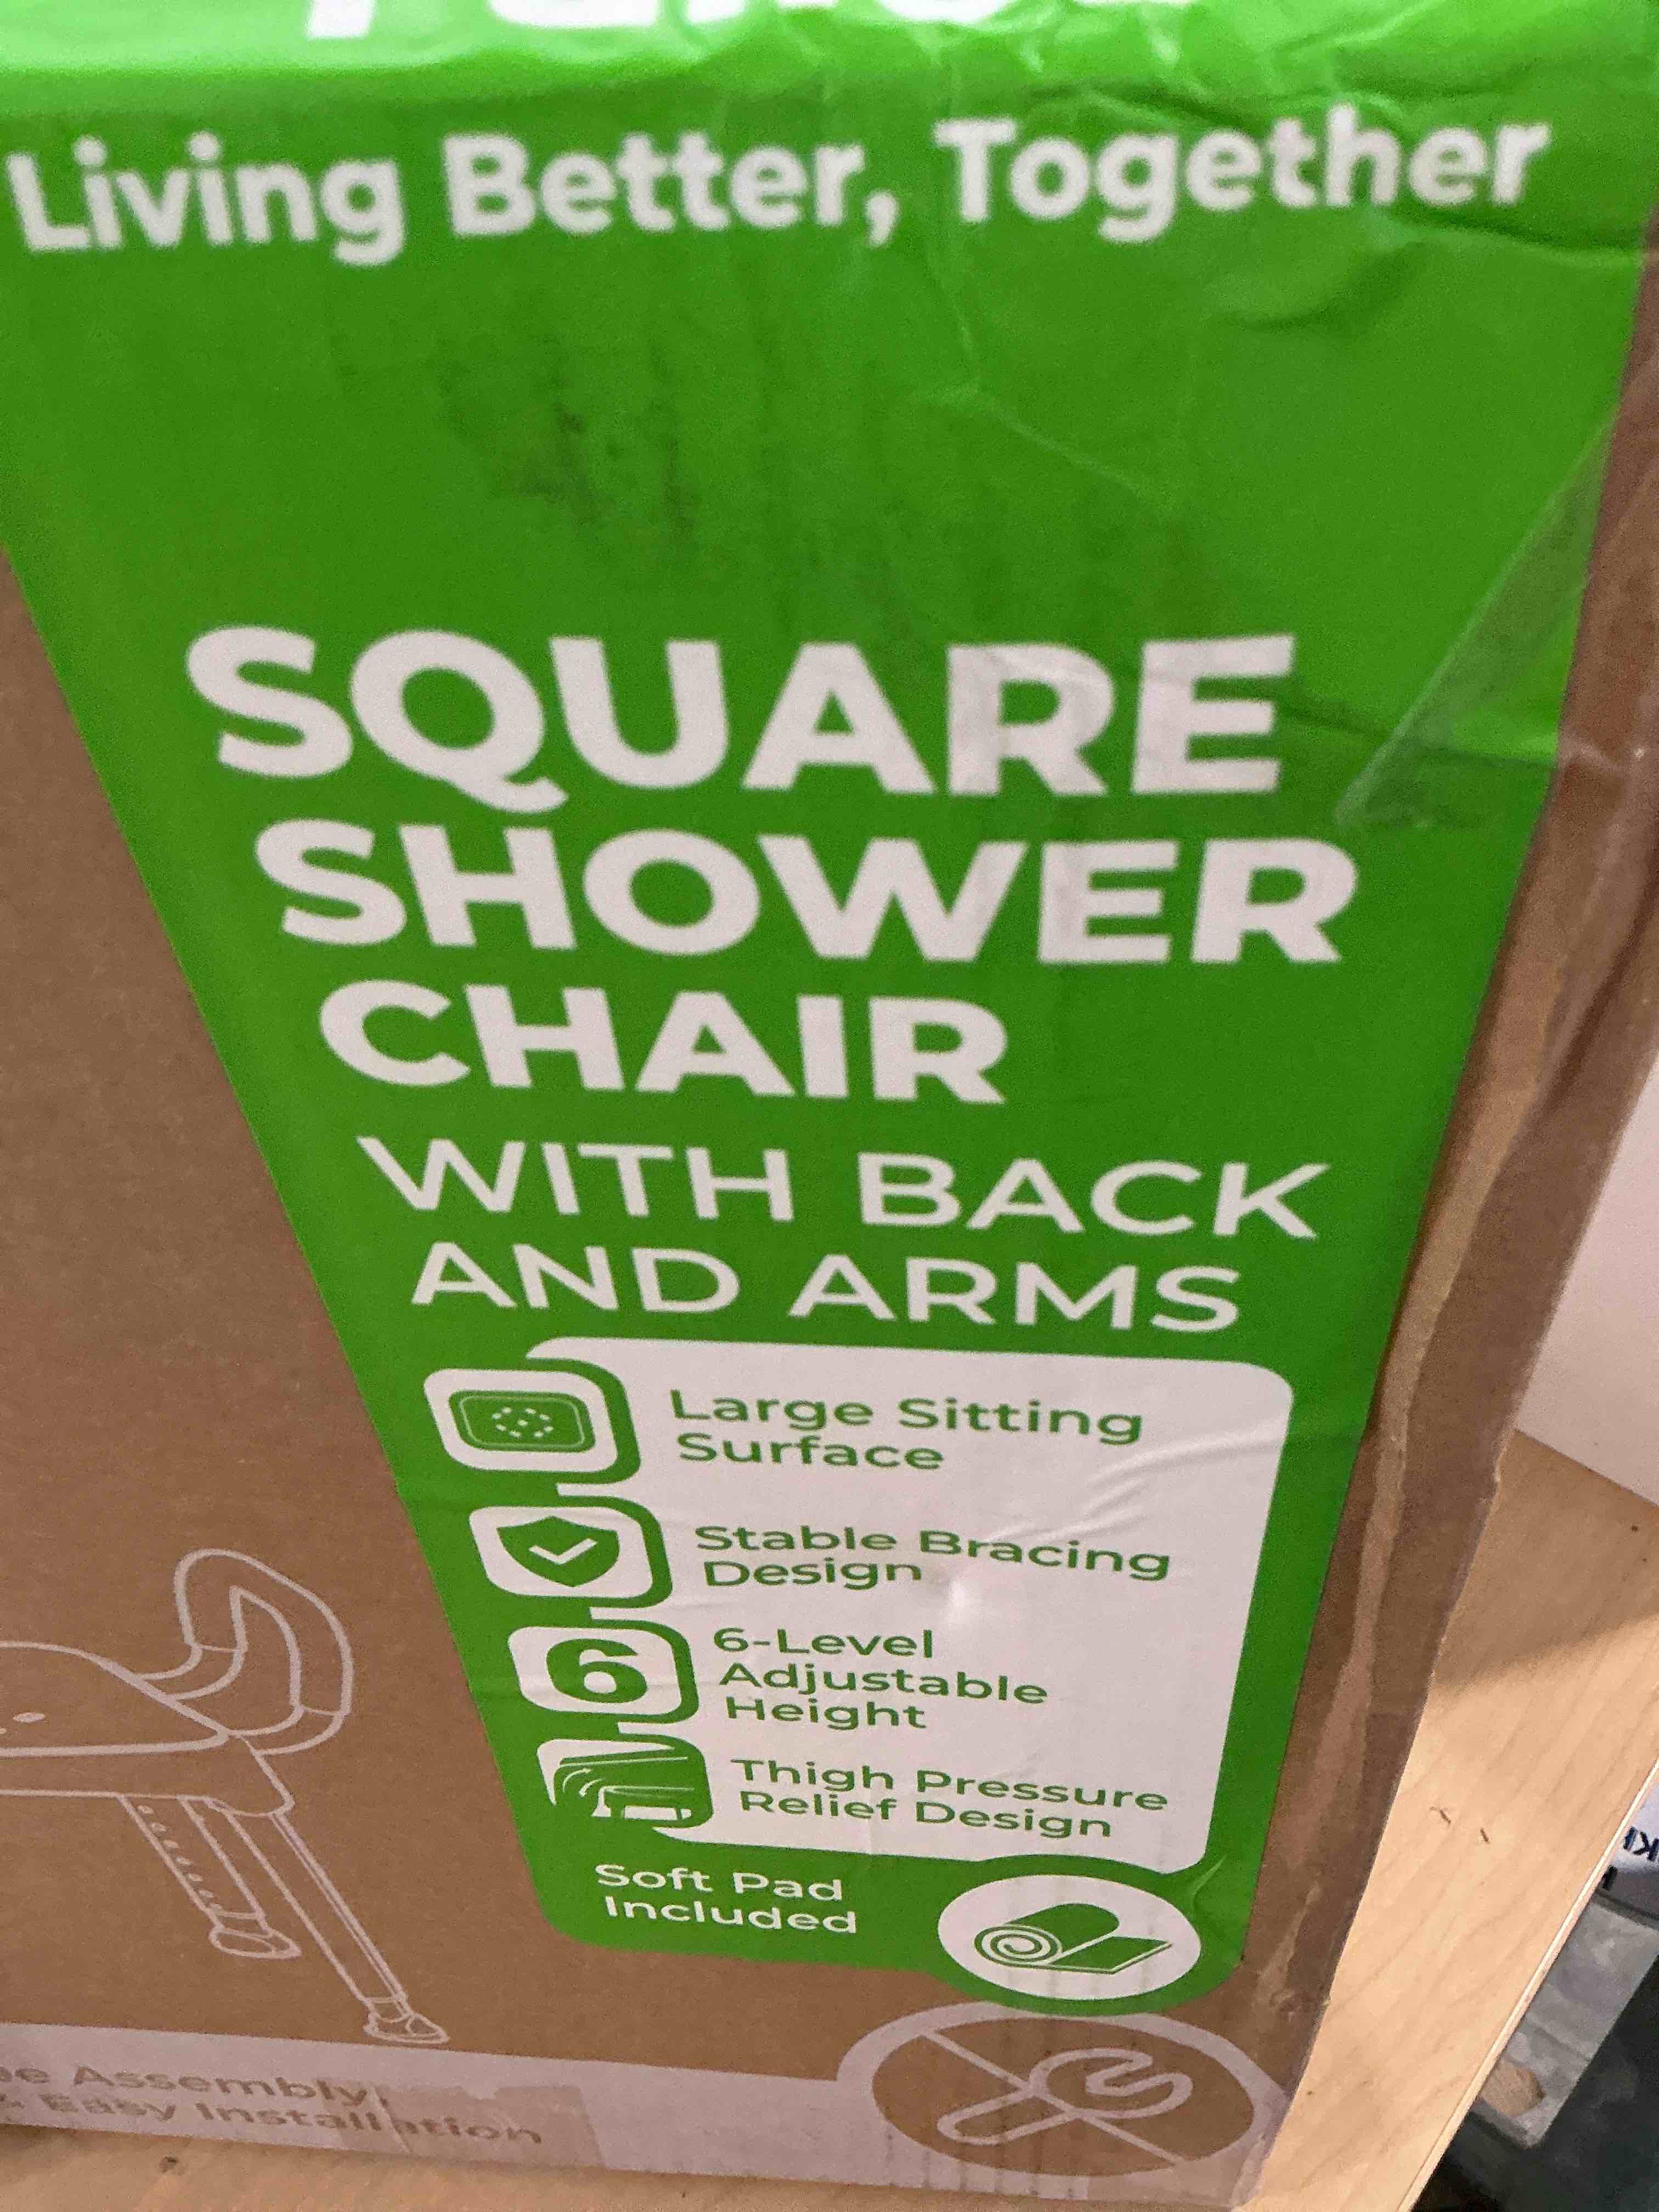 Living Better, Together
SQUARE
SHOWER
CHAIR
WITH BACK
AND ARMS
Large Sitting
Surface
Stable Bracing
Design
6
6-Level
Adjustable
Height
Thigh Pressure
Relief Design
Soft Pad
Included
Assembly,
& Easy Installation